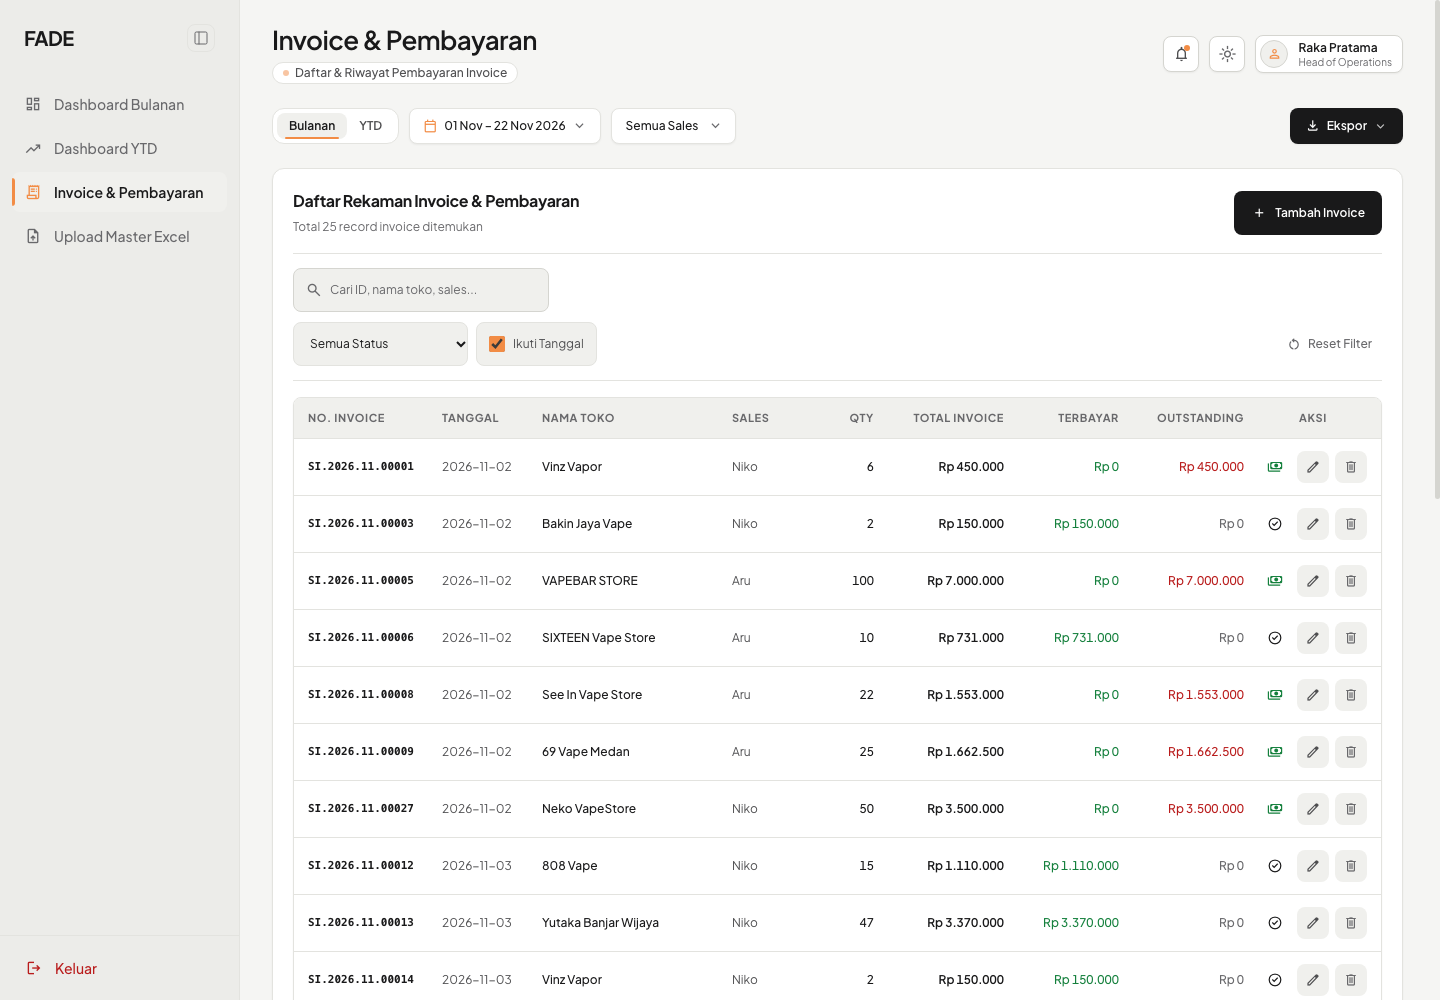 FADE
Dashboard Bulanan
Dashboard YTD
Invoice & Pembayaran
Upload Master Excel
Keluar
Invoice & Pembayaran
Daftar & Riwayat Pembayaran Invoice
Raka Pratama
Head of Operations
Bulanan YTD 01 Nov – 22 Nov 2026 Semua Sales Ekspor
Daftar Rekaman Invoice & Pembayaran
Total 25 record invoice ditemukan
Tambah Invoice
Cari ID, nama toko, sales...
Semua Status Ikuti Tanggal Reset Filter
NO. INVOICE TANGGAL NAMA TOKO SALES QTY TOTAL INVOICE TERBAYAR OUTSTANDING AKSI
SI.2026.11.00001 2026-11-02 Vinz Vapor Niko 6 Rp 450.000 Rp 0 Rp 450.000
SI.2026.11.00003 2026-11-02 Bakin Jaya Vape Niko 2 Rp 150.000 Rp 150.000 Rp 0
SI.2026.11.00005 2026-11-02 VAPEBAR STORE Aru 100 Rp 7.000.000 Rp 0 Rp 7.000.000
SI.2026.11.00006 2026-11-02 SIXTEEN Vape Store Aru 10 Rp 731.000 Rp 731.000 Rp 0
SI.2026.11.00008 2026-11-02 See In Vape Store Aru 22 Rp 1.553.000 Rp 0 Rp 1.553.000
SI.2026.11.00009 2026-11-02 69 Vape Medan Aru 25 Rp 1.662.500 Rp 0 Rp 1.662.500
SI.2026.11.00027 2026-11-02 Neko VapeStore Niko 50 Rp 3.500.000 Rp 0 Rp 3.500.000
SI.2026.11.00012 2026-11-03 808 Vape Niko 15 Rp 1.110.000 Rp 1.110.000 Rp 0
SI.2026.11.00013 2026-11-03 Yutaka Banjar Wijaya Niko 47 Rp 3.370.000 Rp 3.370.000 Rp 0
SI.2026.11.00014 2026-11-03 Vinz Vapor Niko 2 Rp 150.000 Rp 150.000 Rp 0